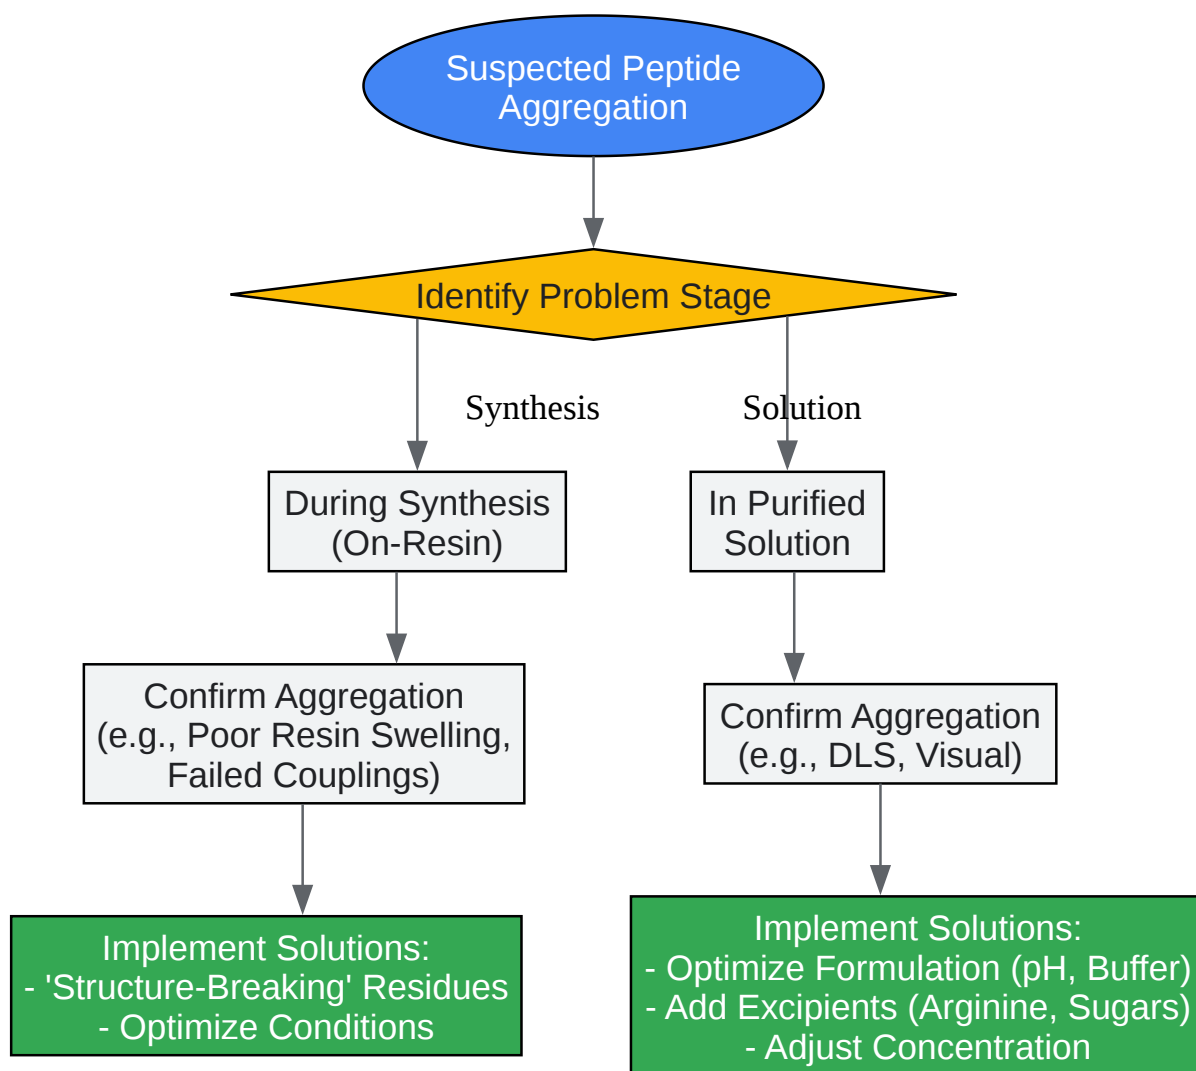 Suspected Peptide
Aggregation
Identify Problem Stage
Synthesis
Solution
During Synthesis
(On-Resin)
In Purified
Solution
Confirm Aggregation
(e.g., Poor Resin Swelling,
Failed Couplings)
Confirm Aggregation
(e.g., DLS, Visual)
Implement Solutions:
- 'Structure-Breaking' Residues
- Optimize Conditions
Implement Solutions:
- Optimize Formulation (pH, Buffer)
- Add Excipients (Arginine, Sugars)
- Adjust Concentration